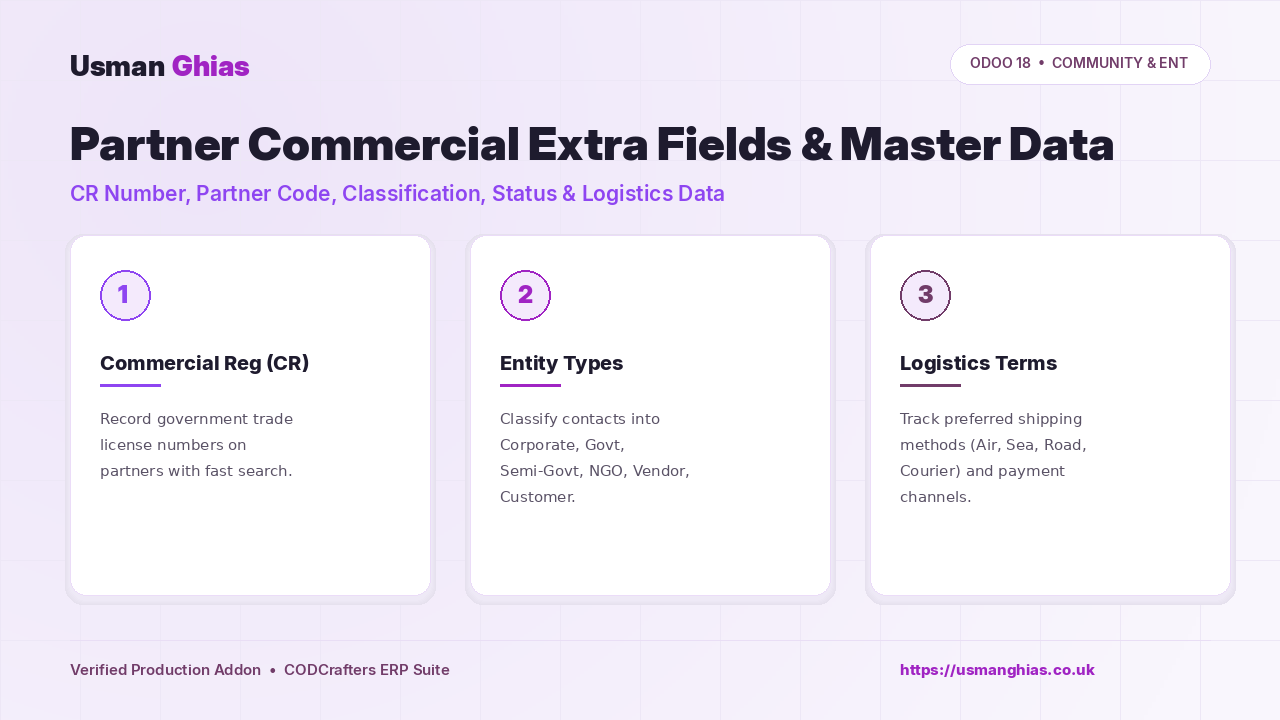 Usman Ghias
ODOO 18 • COMMUNITY & ENT
Partner Commercial Extra Fields & Master Data
CR Number, Partner Code, Classification, Status & Logistics Data
1
Commercial Reg (CR)
Record government trade
license numbers on
partners with fast search.
2
Entity Types
Classify contacts into
Corporate, Govt,
Semi-Govt, NGO, Vendor,
Customer.
3
Logistics Terms
Track preferred shipping
methods (Air, Sea, Road,
Courier) and payment
channels.
Verified Production Addon • CODCrafters ERP Suite
https://usmanghias.co.uk